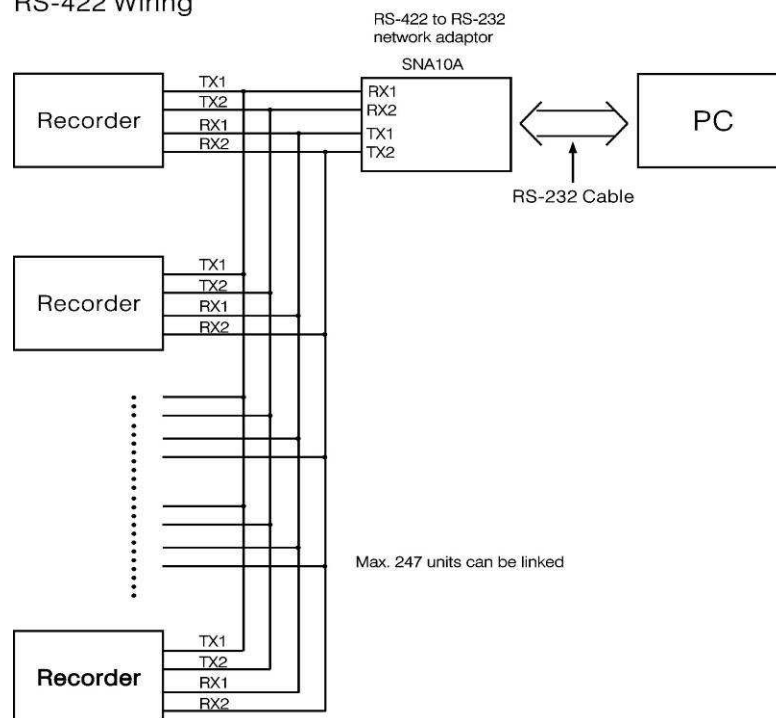 RS-422 Wiring
RS-422 to RS-232
network adaptor
SNA10A
Recorder
TX1
TX2
RX1
RX2
RX1
RX2
TX1
TX2
PC
RS-232 Cable
Recorder
TX1
TX2
RX1
RX2
Max. 247 units can be linked
Recorder
TX1
TX2
RX1
RX2